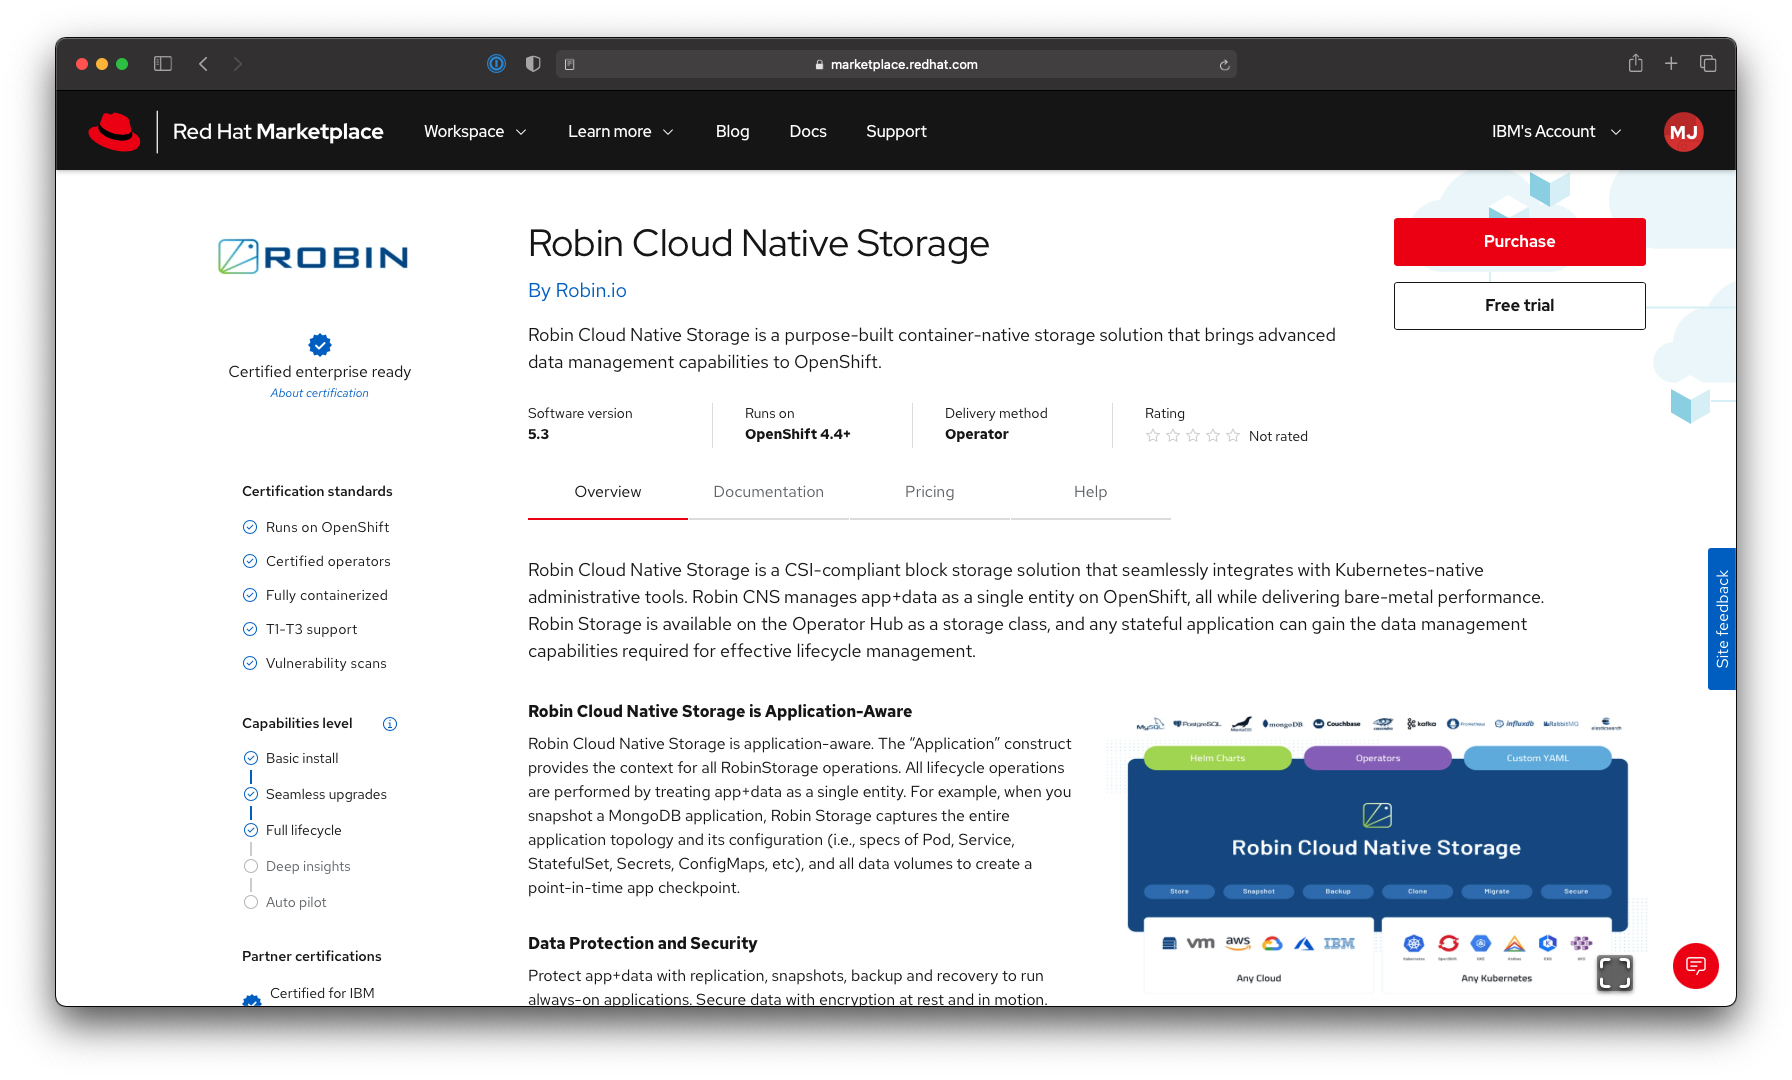 marketplace.redhat.com
Red Hat Marketplace
Workspace
Learn more
Blog
Docs
Support
IBM's Account
MJ
ROBIN
Certified enterprise ready
About certification
Certification standards
Runs on OpenShift
Certified operators
Fully containerized
T1-T3 support
Vulnerability scans
Capabilities level
Basic install
Seamless upgrades
Full lifecycle
Deep insights
Auto pilot
Partner certifications
Certified for IBM
Robin Cloud Native Storage
By Robin.io
Robin Cloud Native Storage is a purpose-built container-native storage solution that brings advanced
data management capabilities to OpenShift.
Purchase
Free trial
Software version
5.3
Runs on
OpenShift 4.4+
Delivery method
Operator
Rating
Not rated
Overview
Documentation
Pricing
Help
Robin Cloud Native Storage is a CSI-compliant block storage solution that seamlessly integrates with Kubernetes-native
administrative tools. Robin CNS manages app+data as a single entity on OpenShift, all while delivering bare-metal performance.
Robin Storage is available on the Operator Hub as a storage class, and any stateful application can gain the data management
capabilities required for effective lifecycle management.
Robin Cloud Native Storage is Application-Aware
Robin Cloud Native Storage is application-aware. The “Application” construct
provides the context for all RobinStorage operations. All lifecycle operations
are performed by treating app+data as a single entity. For example, when you
snapshot a MongoDB application, Robin Storage captures the entire
application topology and its configuration (i.e., specs of Pod, Service,
StatefulSet, Secrets, ConfigMaps, etc), and all data volumes to create a
point-in-time app checkpoint.
Data Protection and Security
Protect app+data with replication, snapshots, backup and recovery to run
always-on applications. Secure data with encryption at rest and in motion.
MySQL
PostgreSQL
MariaDB
mongoDB
Couchbase
cassandra
kafka
Prometheus
influxdb
RabbitMQ
elasticsearch
Helm Charts
Operators
Custom YAML
Robin Cloud Native Storage
Store
Snapshot
Backup
Clone
Migrate
Secure
vm
aws
IBM
Any Cloud
Kubernetes
OpenShift
Any Kubernetes
Site feedback